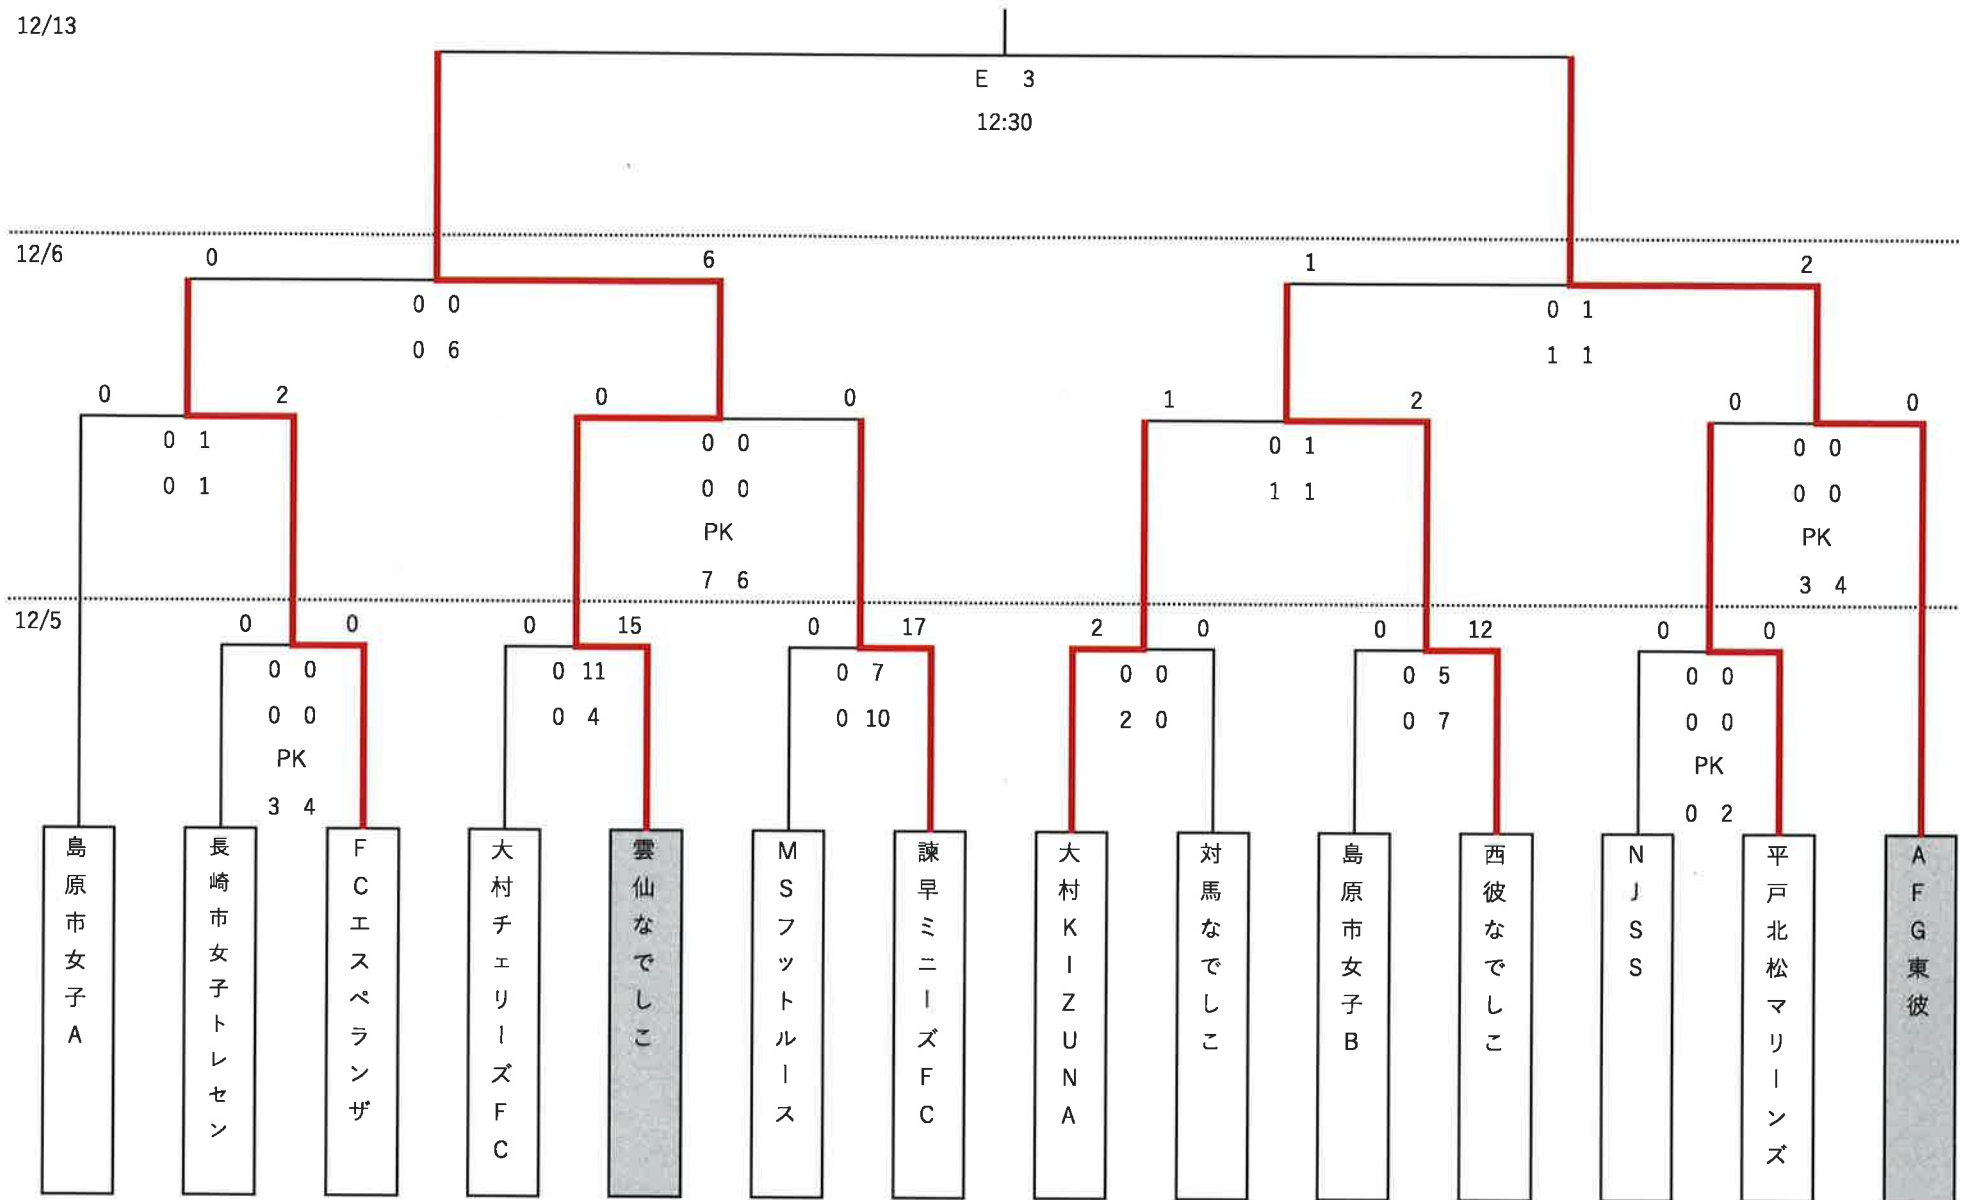 12/13
E 3
12:30
12/6
0 6 1 2
0 0 0 1
0 6 1 1
0 2 0 0 1 2 0 0
0 1 0 0 0 1 0 0
0 1 0 0 1 1 0 0
PK PK
7 6 3 4
12/5
0 0 0 15 0 17 2 0 0 12 0 0
0 0 0 11 0 7 0 0 0 5 0 0
0 0 0 4 0 10 2 0 0 7 0 0
PK PK
3 4 0 2
島原市女子A
長崎市女子トレセン
FCエスペランザ
大村チェリーズFC
雲仙なでしこ
MSフットルース
諫早ミニーズFC
大村KIZUNA
対馬なでしこ
島原市女子B
西彼なでしこ
NJSS
平戸北松マリーンズ
AFG東彼